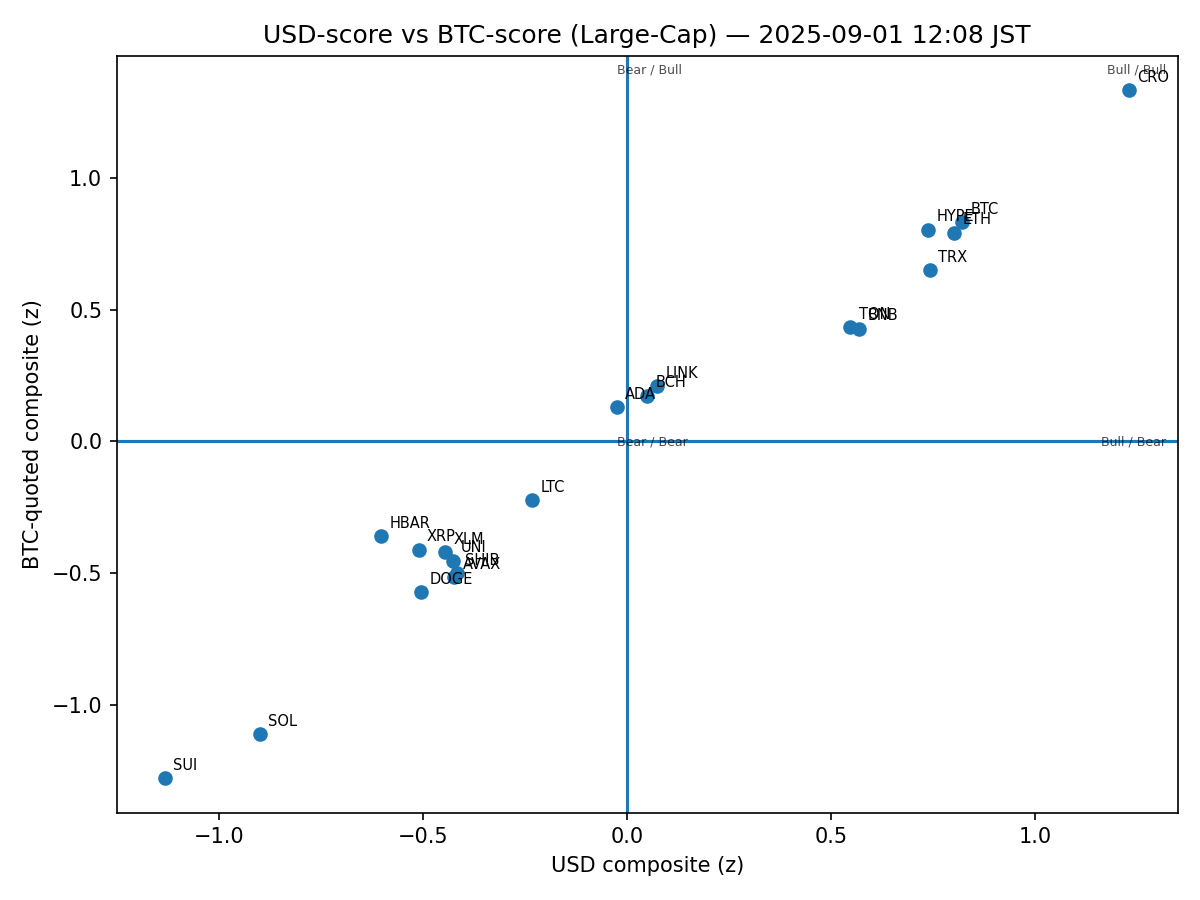 USD-score vs BTC-score (Large-Cap) — 2025-09-01 12:08 JST
Bear / Bull
Bull / Bull
CRO
BTC
HYPE
ETH
TRX
TON
BNB
LINK
BCH
ADA
Bear / Bear
Bull / Bear
LTC
HBAR
XRP
XLM
UNI
SHIB
AVAX
DOGE
SOL
SUI
1.0
0.5
0.0
−0.5
−1.0
BTC-quoted composite (z)
−1.0
−0.5
0.0
0.5
1.0
USD composite (z)